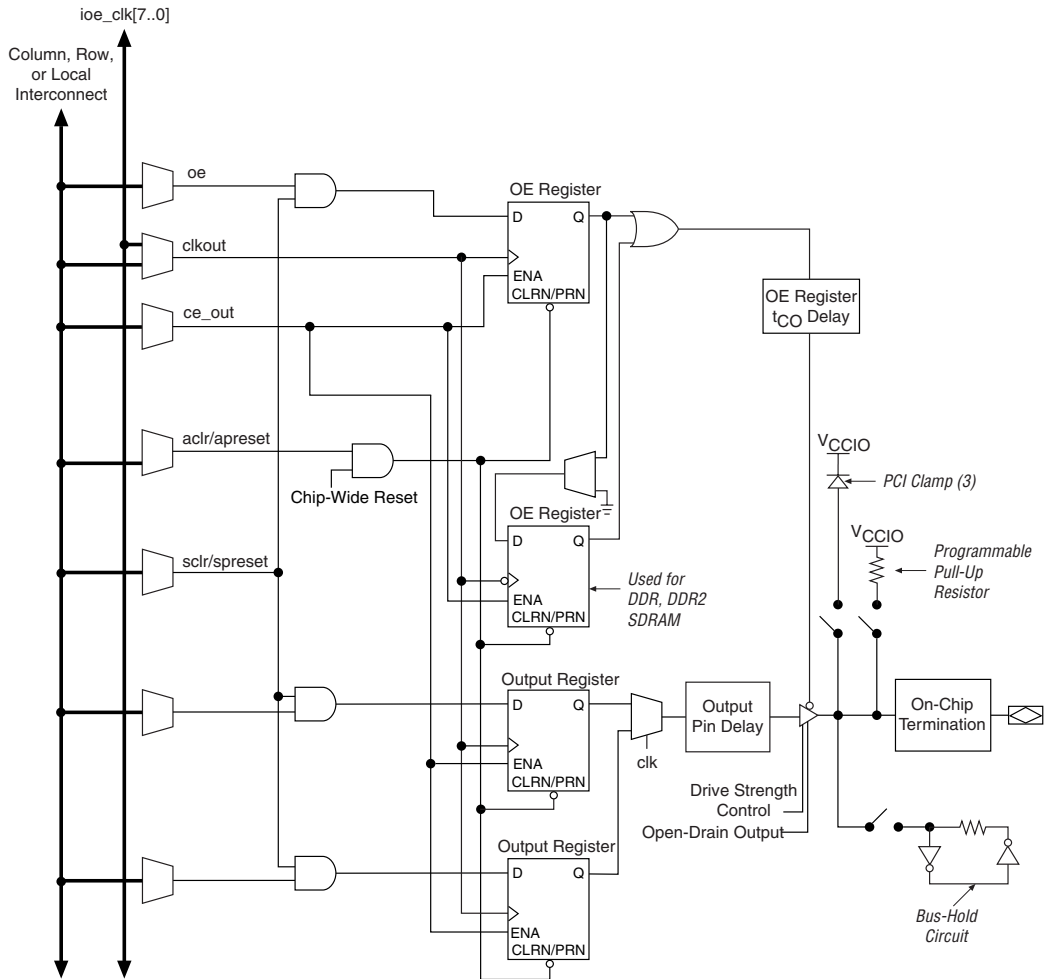 ioe_clk[7..0]
Column, Row,
or Local
Interconnect
oe
OE Register
D
Q
clkout
ENA
CLRN/PRN
ce_out
OE Register
tCO Delay
aclr/apreset
VCCIO
PCI Clamp (3)
Chip-Wide Reset
OE Register
D
Q
VCCIO
Programmable
Pull-Up
Resistor
sclr/spreset
Used for
DDR, DDR2
SDRAM
ENA
CLRN/PRN
Output Register
D
Q
Output
Pin Delay
On-Chip
Termination
ENA
CLRN/PRN
clk
Drive Strength
Control
Open-Drain Output
Output Register
D
Q
ENA
CLRN/PRN
Bus-Hold
Circuit